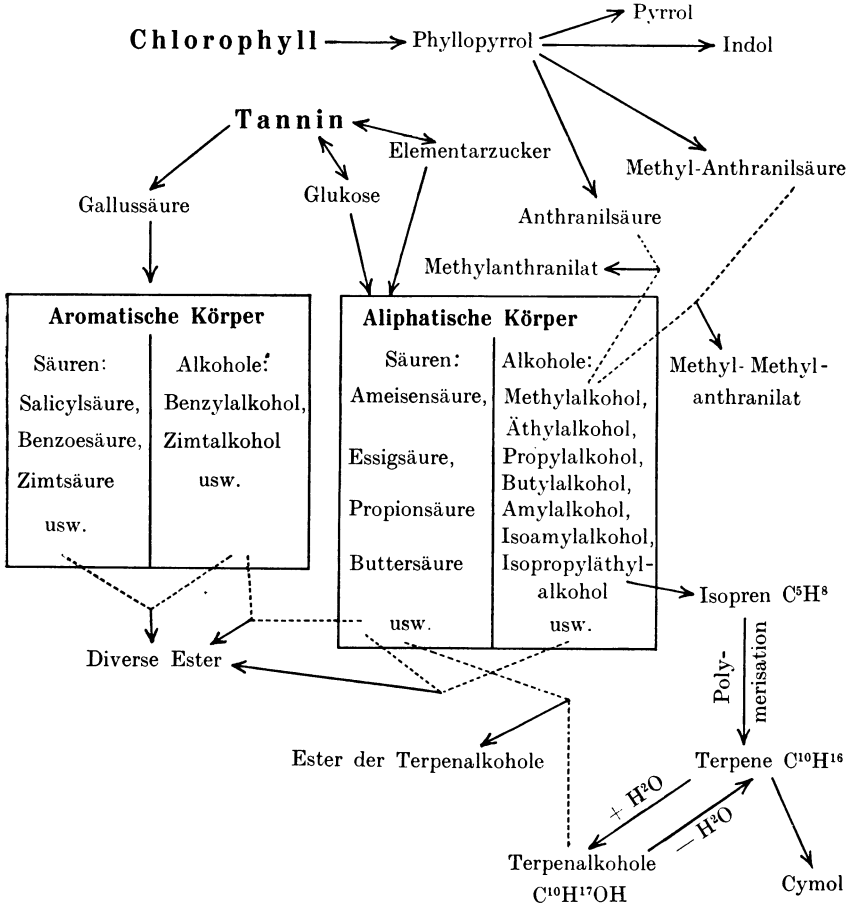 Pyrrol
Chlorophyll
Phyllopyrrol
Indol
Tannin
Elementarzucker
Methyl-Anthranilsäure
Glukose
Gallussäure
Anthranilsäure
Methylanthranilat
Aromatische Körper
Säuren:
Salicylsäure,
Benzoesäure,
Zimtsäure
usw.
Alkohole:
Benzylalkohol,
Zimtalkohol
usw.
Aliphatische Körper
Säuren:
Ameisensäure,
Essigsäure,
Propionsäure
Buttersäure
usw.
Alkohole:
Methylalkohol,
Äthylalkohol,
Propylalkohol,
Butylalkohol,
Amylalkohol,
Isoamylalkohol,
Isopropyläthyl-
alkohol
usw.
Methyl-Methyl-
anthranilat
Isopren C⁵H⁸
Diverse Ester
Poly-
merisation
Ester der Terpenalkohole
Terpene C¹⁰H¹⁶
+ H²O
— H²O
Terpenalkohole
C¹⁰H¹⁷OH
Cymol